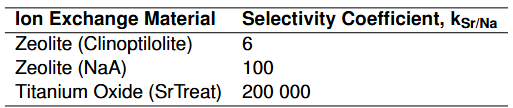 Ion Exchange Material Selectivity Coefficient, kSr/Na
Zeolite (Clinoptilolite) 6
Zeolite (NaA) 100
Titanium Oxide (SrTreat) 200 000